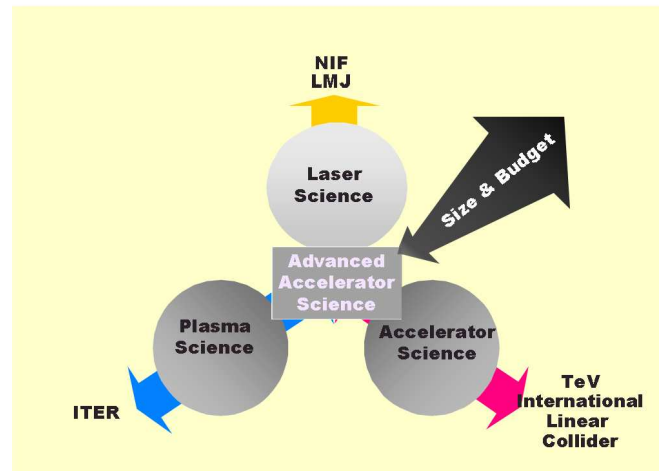 NIF
LMJ
Laser
Science
Size & Budget
Advanced
Accelerator
Science
Plasma
Science
Accelerator
Science
ITER
TeV
International
Linear
Collider